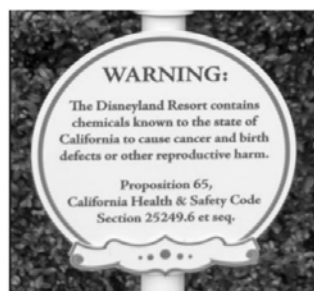 WARNING:
The Disneyland Resort contains
chemicals known to the state of
California to cause cancer and birth
defects or other reproductive harm.
Proposition 65,
California Health & Safety Code
Section 25249.6 et seq.